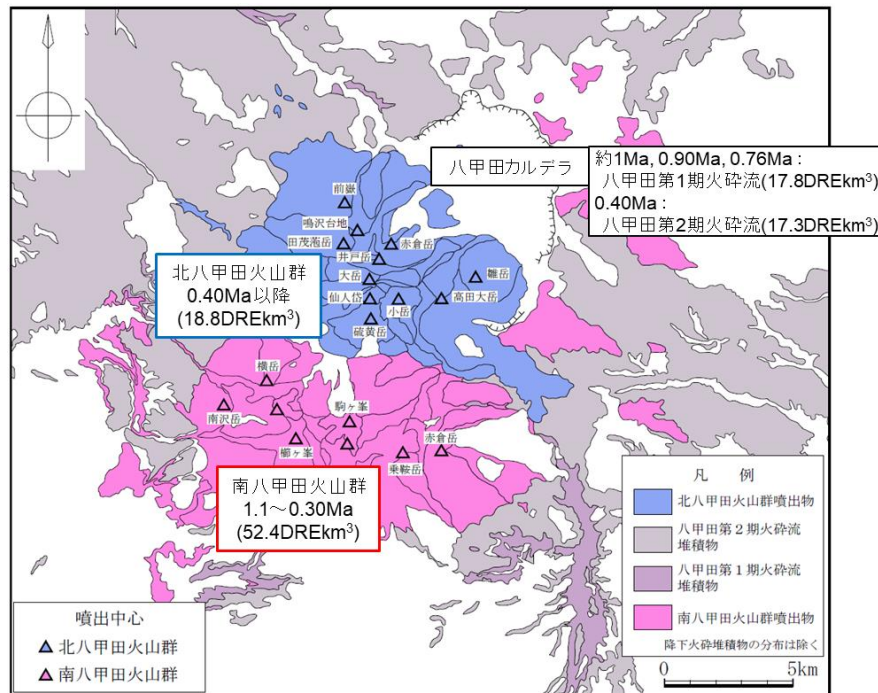 八甲田カルデラ
約1Ma, 0.90Ma, 0.76Ma :
八甲田第1期火砕流(17.8DREkm³)
0.40Ma :
八甲田第2期火砕流(17.3DREkm³)
前嶽
鳴沢台地
田茂萢岳
赤倉岳
井戸岳
大岳
雛岳
仙人岱
小岳
高田大岳
硫黄岳
北八甲田火山群
0.40Ma以降
(18.8DREkm³)
横岳
南沢岳
駒ヶ峯
櫛ヶ峯
赤倉岳
乗鞍岳
南八甲田火山群
1.1～0.30Ma
(52.4DREkm³)
凡 例
北八甲田火山群噴出物
八甲田第2期火砕流
堆積物
八甲田第1期火砕流
堆積物
南八甲田火山群噴出物
降下火砕堆積物の分布は除く
0 5km
噴出中心
北八甲田火山群
南八甲田火山群